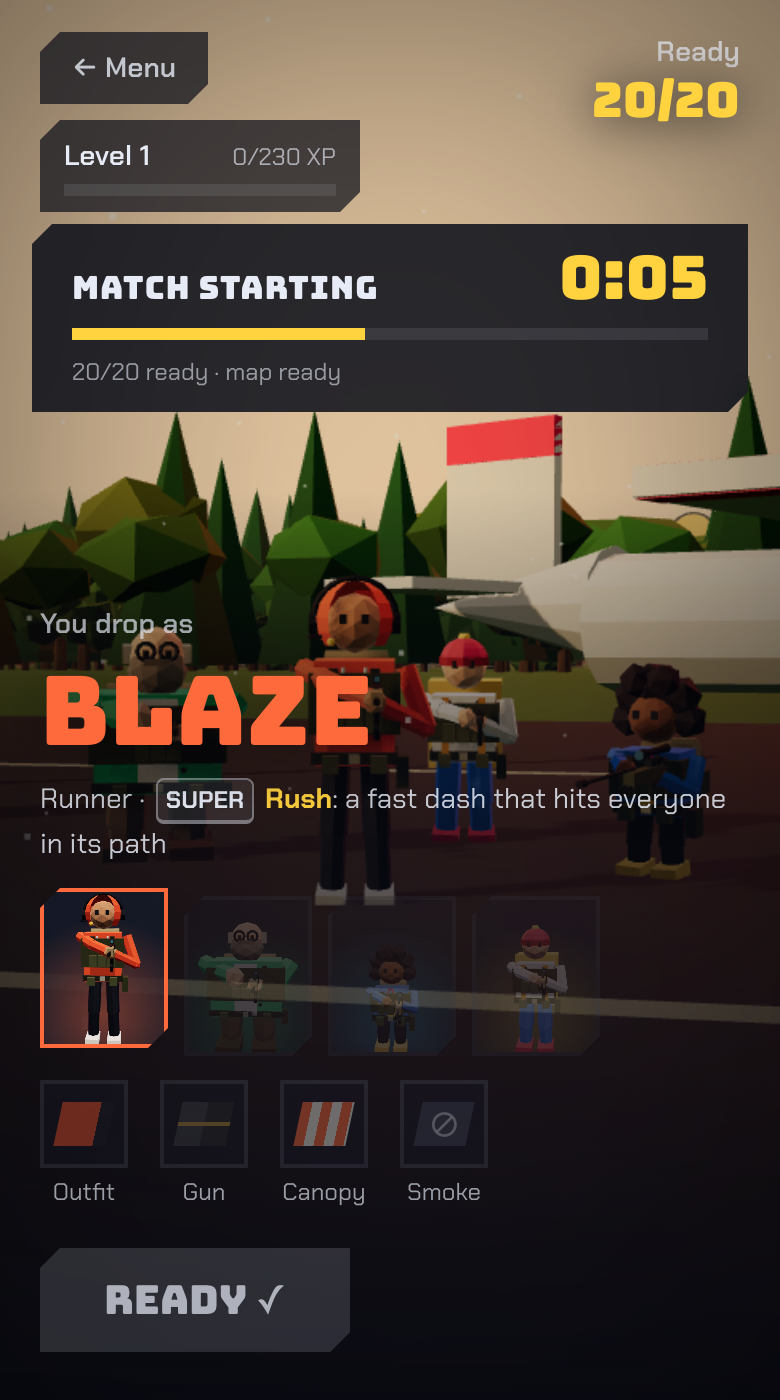 ← Menu
Ready
20/20
Level 1 0/230 XP
MATCH STARTING 0:05
20/20 ready · map ready
You drop as
BLAZE
Runner · SUPER Rush: a fast dash that hits everyone
in its path
Outfit Gun Canopy Smoke
READY ✓